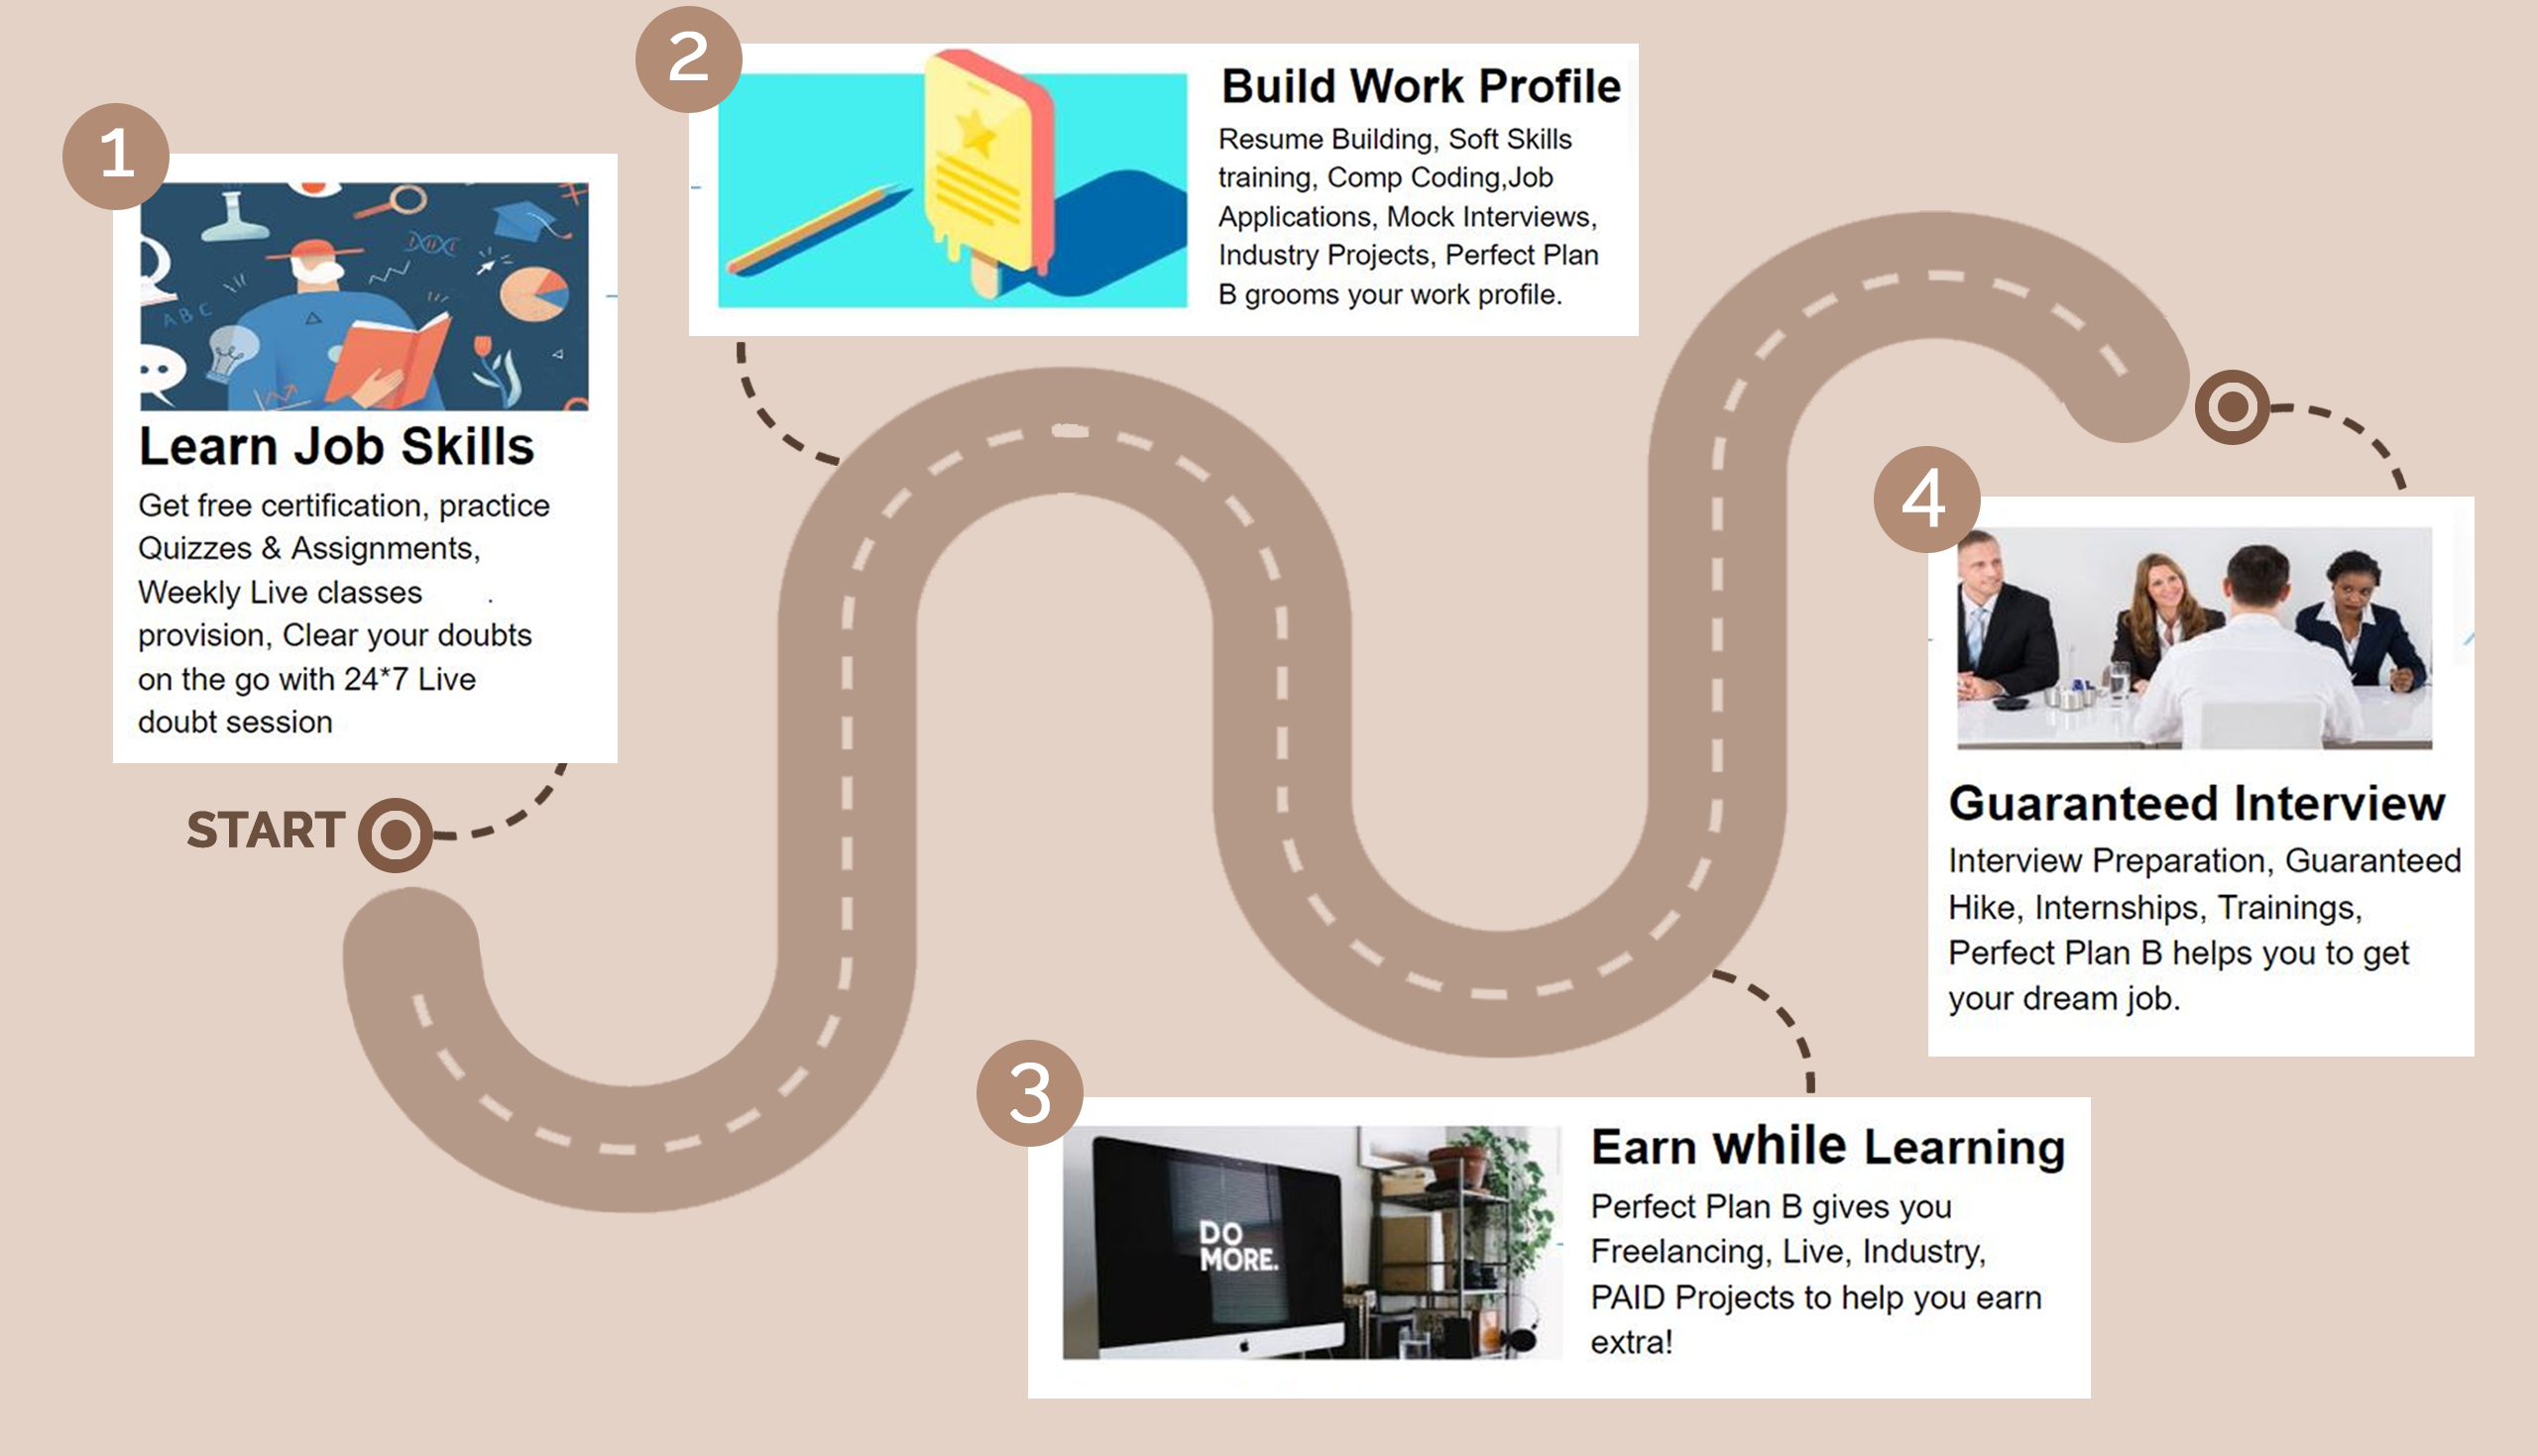 1
Learn Job Skills
Get free certification, practice
Quizzes & Assignments,
Weekly Live classes .
provision, Clear your doubts
on the go with 24*7 Live
doubt session
START
2
Build Work Profile
Resume Building, Soft Skills
training, Comp Coding,Job
Applications, Mock Interviews,
Industry Projects, Perfect Plan
B grooms your work profile.
3
DO
MORE.
Earn while Learning
Perfect Plan B gives you
Freelancing, Live, Industry,
PAID Projects to help you earn
extra!
4
Guaranteed Interview
Interview Preparation, Guaranteed
Hike, Internships, Trainings,
Perfect Plan B helps you to get
your dream job.
ABC